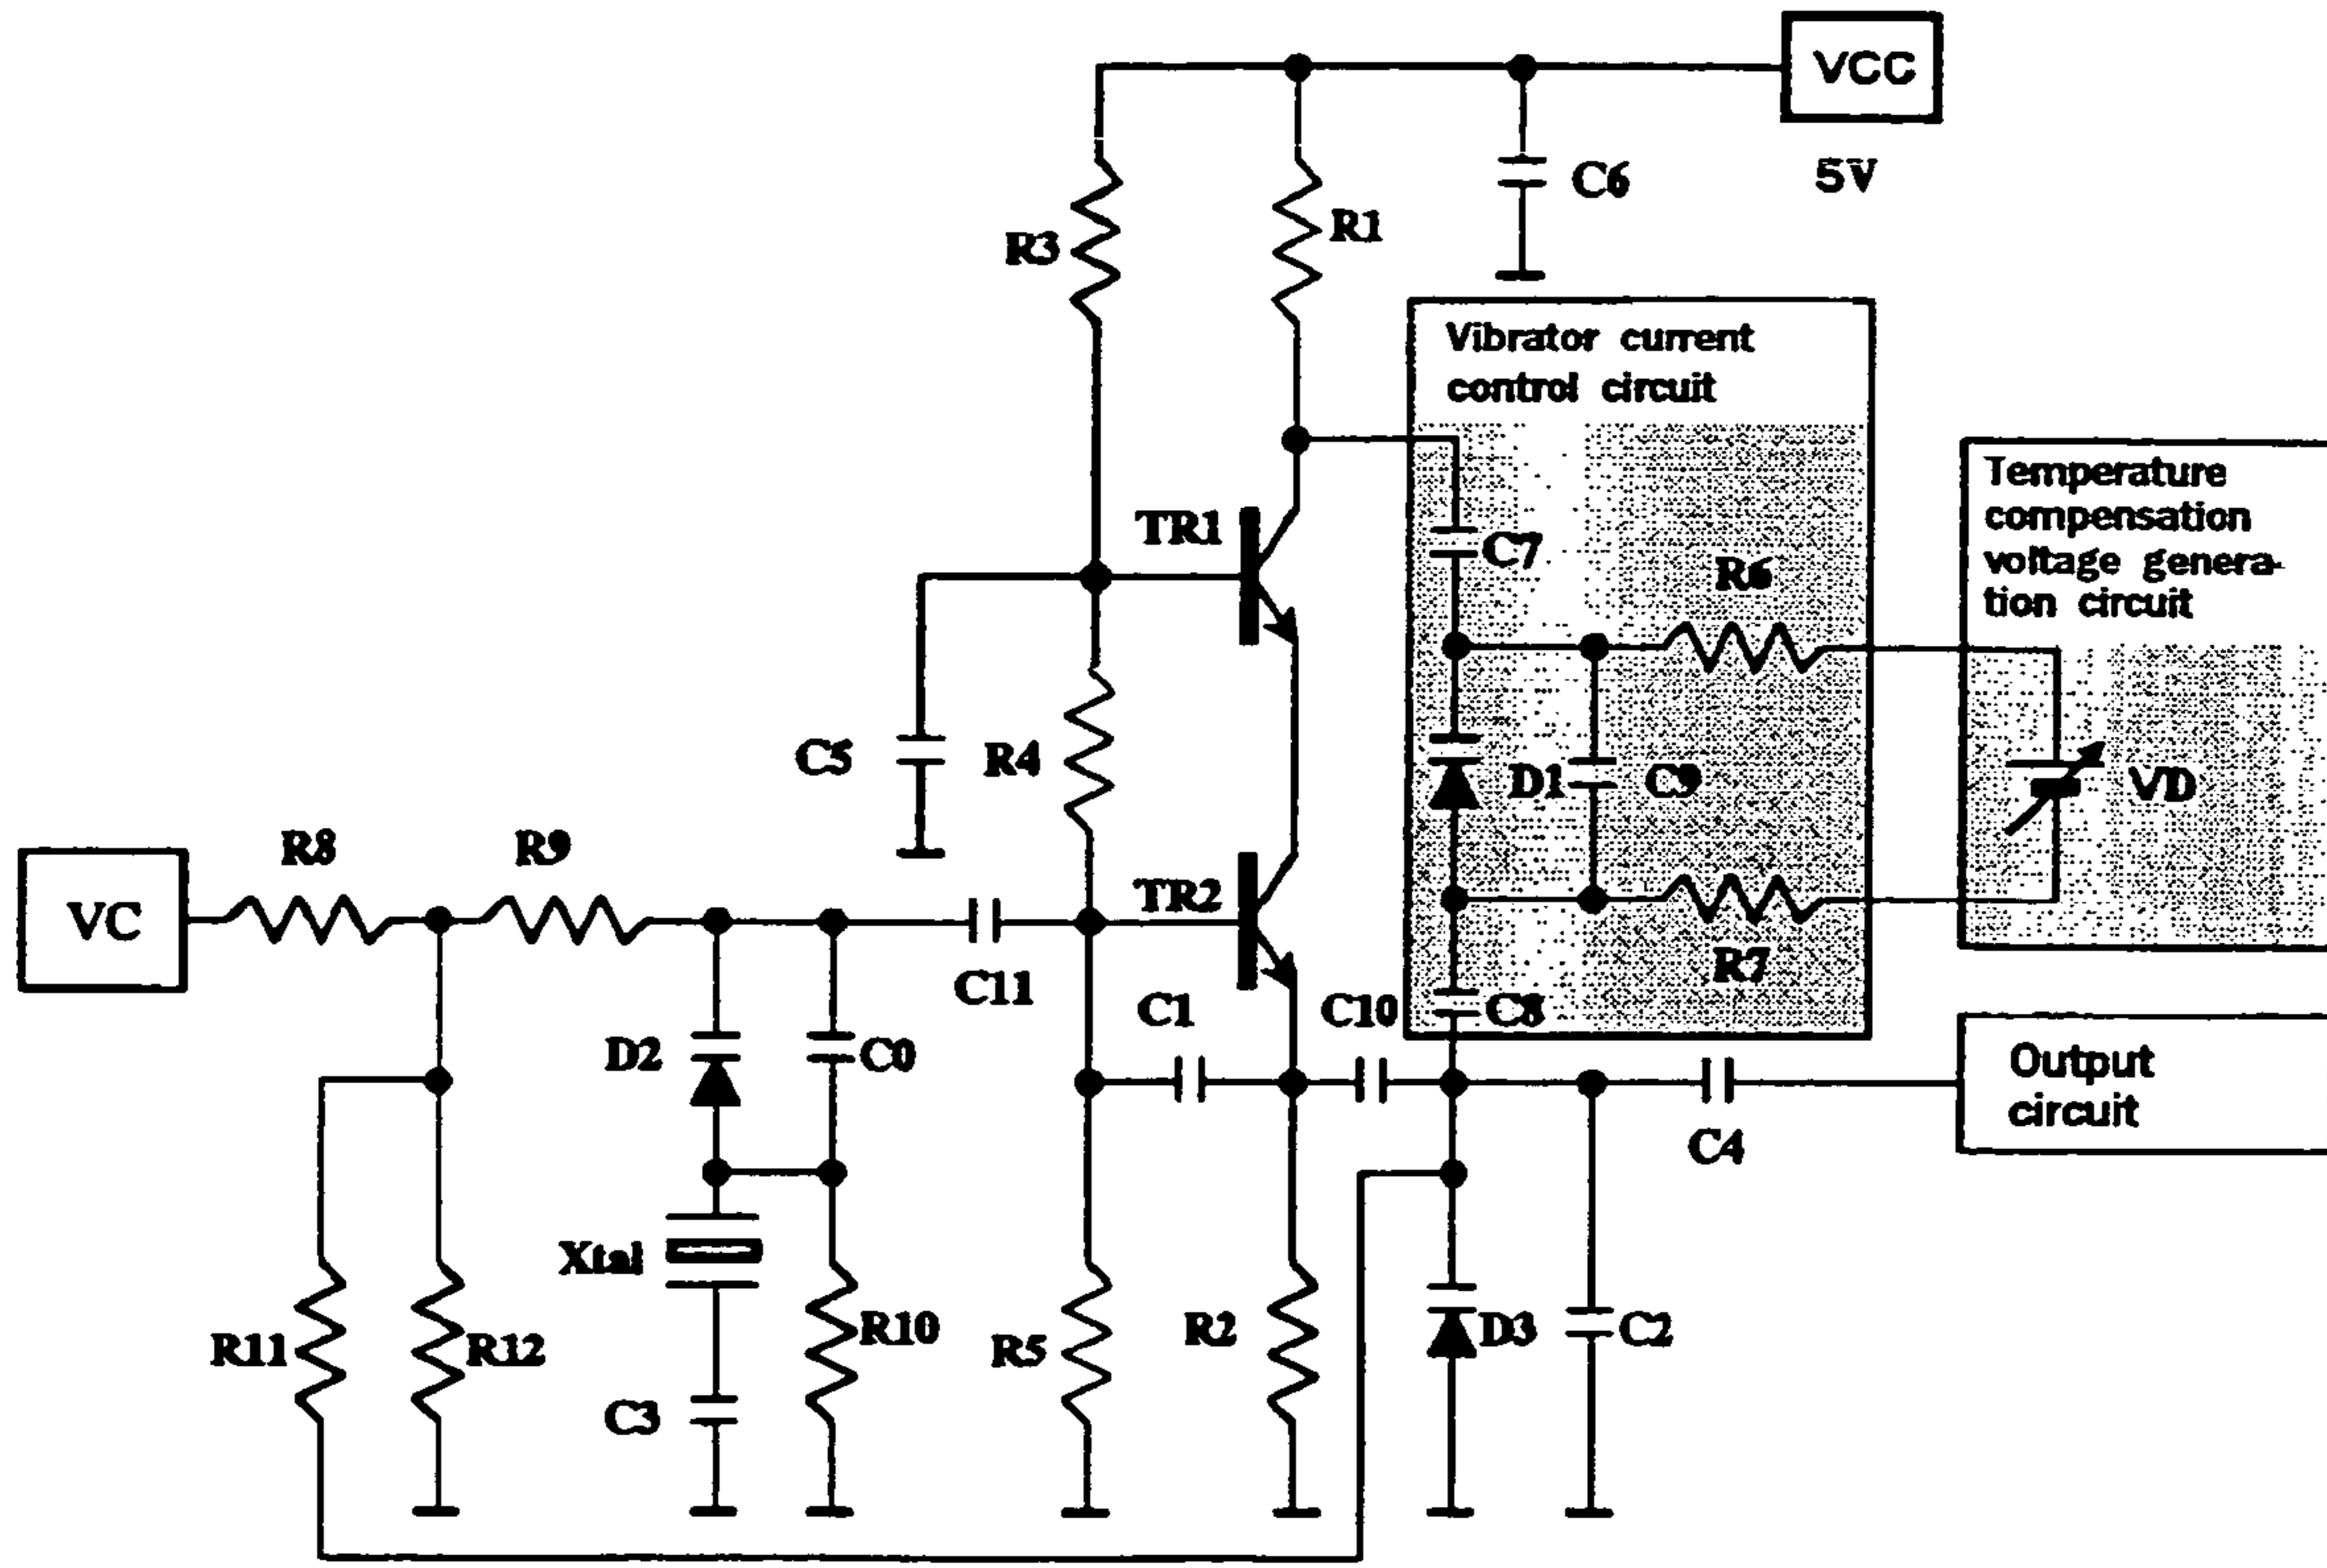 VCC
5V
C6
R3
R1
Vibrator current
control circuit
Temperature
compensation
voltage genera-
tion circuit
TR1
C7
R6
C5
R4
D1
C9
VD
R8
R9
VC
TR2
R7
C11
C1
C10
C8
D2
C0
Output
circuit
C4
Xtal
R11
R12
R10
R5
R2
D3
C2
C3